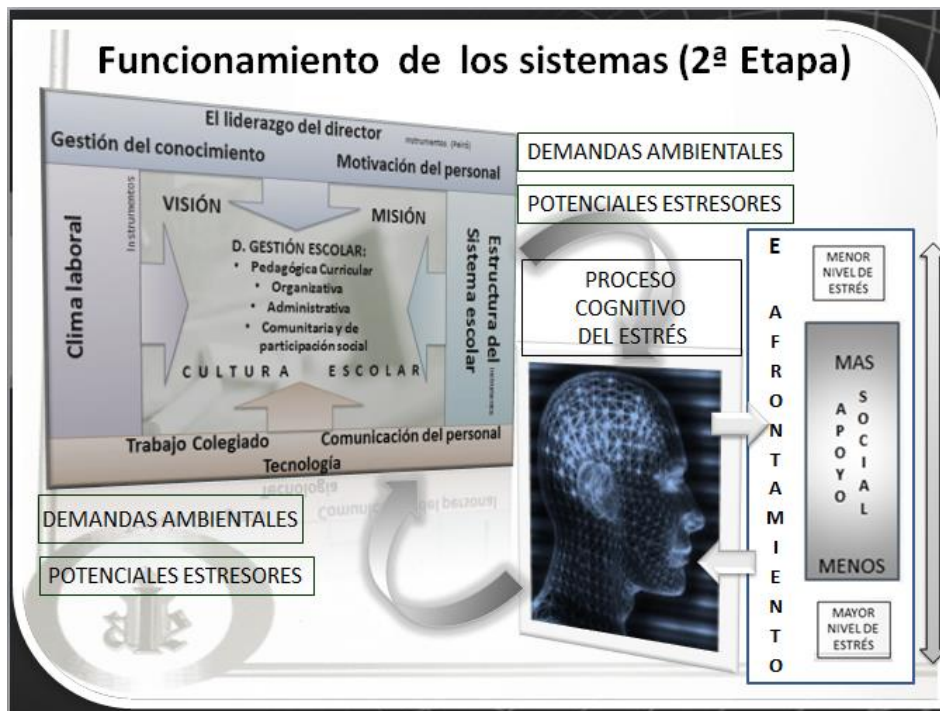 Funcionamiento de los sistemas (2ª Etapa)
El liderazgo del director
Instrumentos (Peiró)
Gestión del conocimiento
Motivación del personal
Clima laboral
Instrumentos
VISIÓN
MISIÓN
D. GESTIÓN ESCOLAR:
• Pedagógica Curricular
• Organizativa
• Administrativa
• Comunitaria y de
participación social
CULTURA ESCOLAR
Estructura del
Sistema escolar
Trabajo Colegiado
Comunicación del personal
Tecnología
DEMANDAS AMBIENTALES
POTENCIALES ESTRESORES
DEMANDAS AMBIENTALES
POTENCIALES ESTRESORES
PROCESO
COGNITIVO
DEL ESTRÉS
E AFRONTAMIENTO
MENOR
NIVEL DE
ESTRÉS
MAS
APOYO
SOCIAL
MENOS
MAYOR
NIVEL DE
ESTRÉS